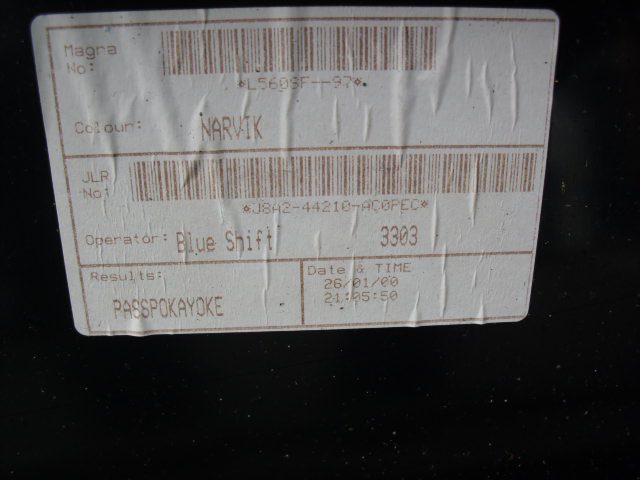 Magna
No:
*L560SF--97*
Colour: NARVIK
JLR
No:
*J8A2-44210-AC0PEC*
Operator: Blue Shift 3303
Results: Date & TIME
26/01/00
PASSPOKAYOKE 21:05:50